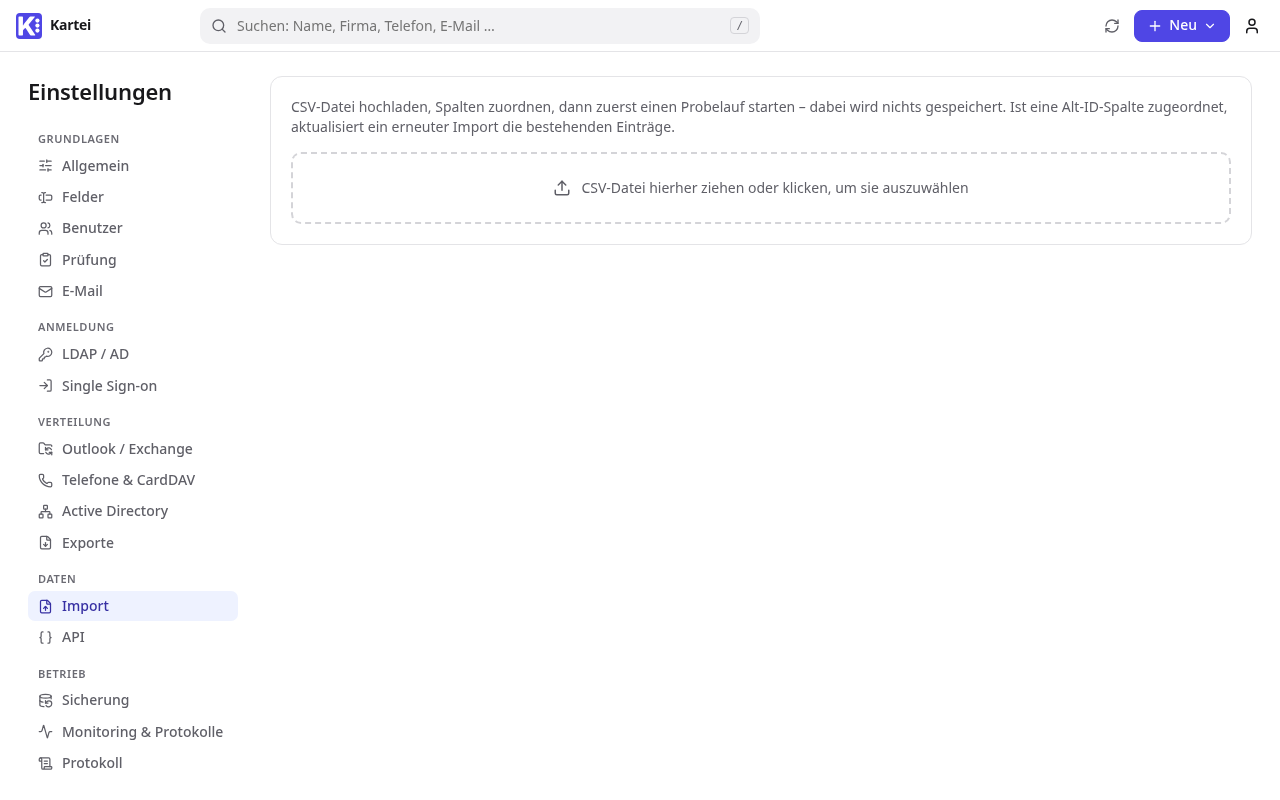 Kartei
Suchen: Name, Firma, Telefon, E-Mail ...
/
Neu
Einstellungen
GRUNDLAGEN
Allgemein
Felder
Benutzer
Prüfung
E-Mail
ANMELDUNG
LDAP / AD
Single Sign-on
VERTEILUNG
Outlook / Exchange
Telefone & CardDAV
Active Directory
Exporte
DATEN
Import
API
BETRIEB
Sicherung
Monitoring & Protokolle
Protokoll
CSV-Datei hochladen, Spalten zuordnen, dann zuerst einen Probelauf starten – dabei wird nichts gespeichert. Ist eine Alt-ID-Spalte zugeordnet,
aktualisiert ein erneuter Import die bestehenden Einträge.
CSV-Datei hierher ziehen oder klicken, um sie auszuwählen